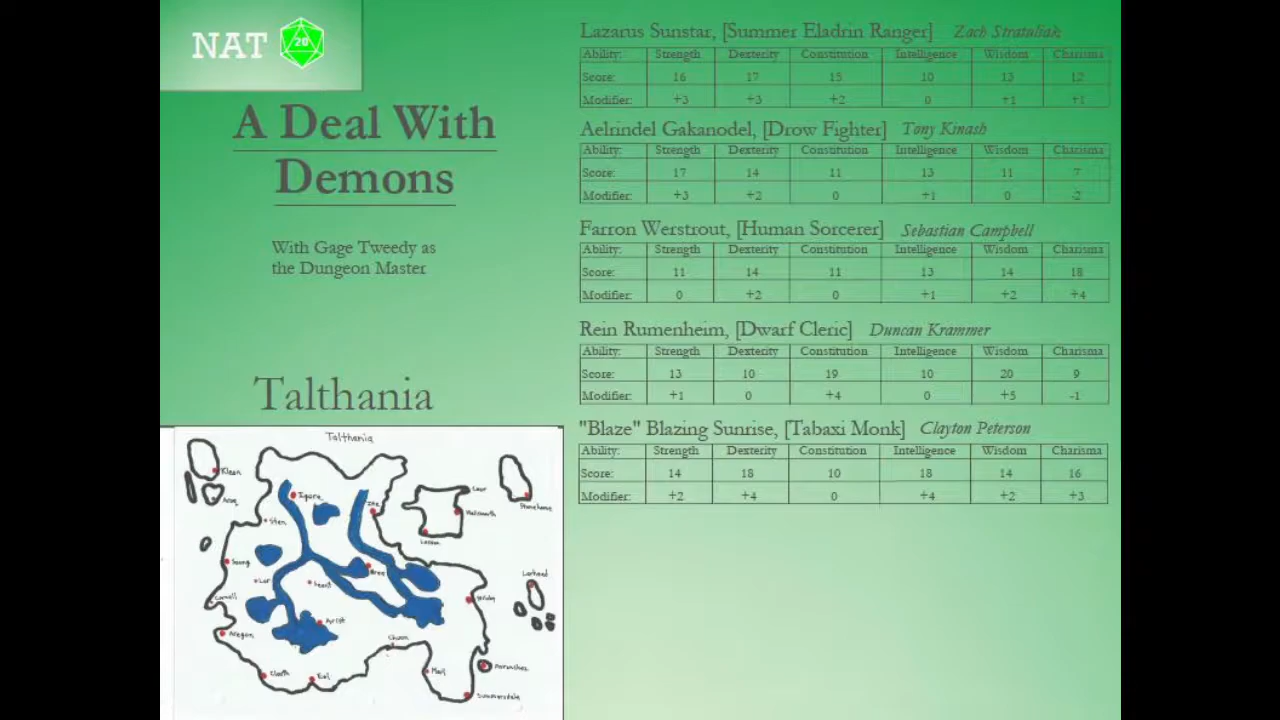 NAT 20
A Deal With
Demons
With Gage Tweedy as
the Dungeon Master
Talthania
Lazarus Sunstar, [Summer Eladrin Ranger] Zach Stratuliak
Ability: Strength Dexterity Constitution Intelligence Wisdom Charisma
Score: 16 17 15 10 13 12
Modifier: +3 +3 +2 0 +1 +1
Aelrindel Gakanodel, [Drow Fighter] Tony Kinash
Ability: Strength Dexterity Constitution Intelligence Wisdom Charisma
Score: 17 14 11 13 11 7
Modifier: +3 +2 0 +1 0 -2
Farron Werstrout, [Human Sorcerer] Sebastian Campbell
Ability: Strength Dexterity Constitution Intelligence Wisdom Charisma
Score: 11 14 11 13 14 18
Modifier: 0 +2 0 +1 +2 +4
Rein Rumenheim, [Dwarf Cleric] Duncan Krammer
Ability: Strength Dexterity Constitution Intelligence Wisdom Charisma
Score: 13 10 19 10 20 9
Modifier: +1 0 +4 0 +5 -1
"Blaze" Blazing Sunrise, [Tabaxi Monk] Clayton Peterson
Ability: Strength Dexterity Constitution Intelligence Wisdom Charisma
Score: 14 18 10 18 14 16
Modifier: +2 +4 0 +4 +2 +3
Talthania
Sten
Aragon
Arist
Summersdale